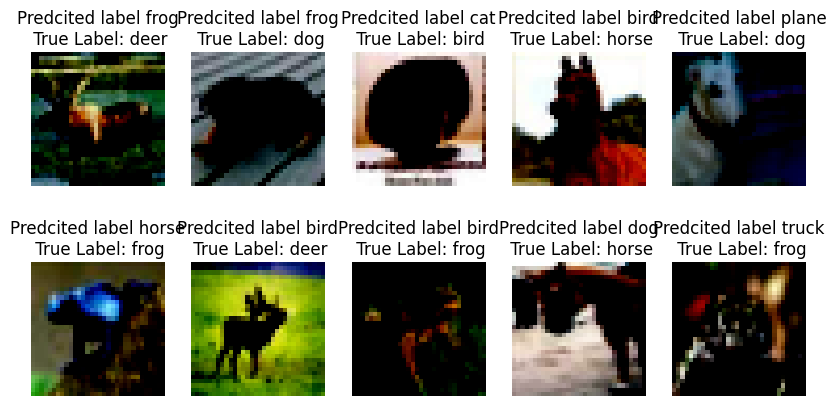 Predcited label frog
True Label: deer
Predcited label frog
True Label: dog
Predcited label cat
True Label: bird
Predcited label bird
True Label: horse
Predcited label plane
True Label: dog
Predcited label horse
True Label: frog
Predcited label bird
True Label: deer
Predcited label bird
True Label: frog
Predcited label dog
True Label: horse
Predcited label truck
True Label: frog